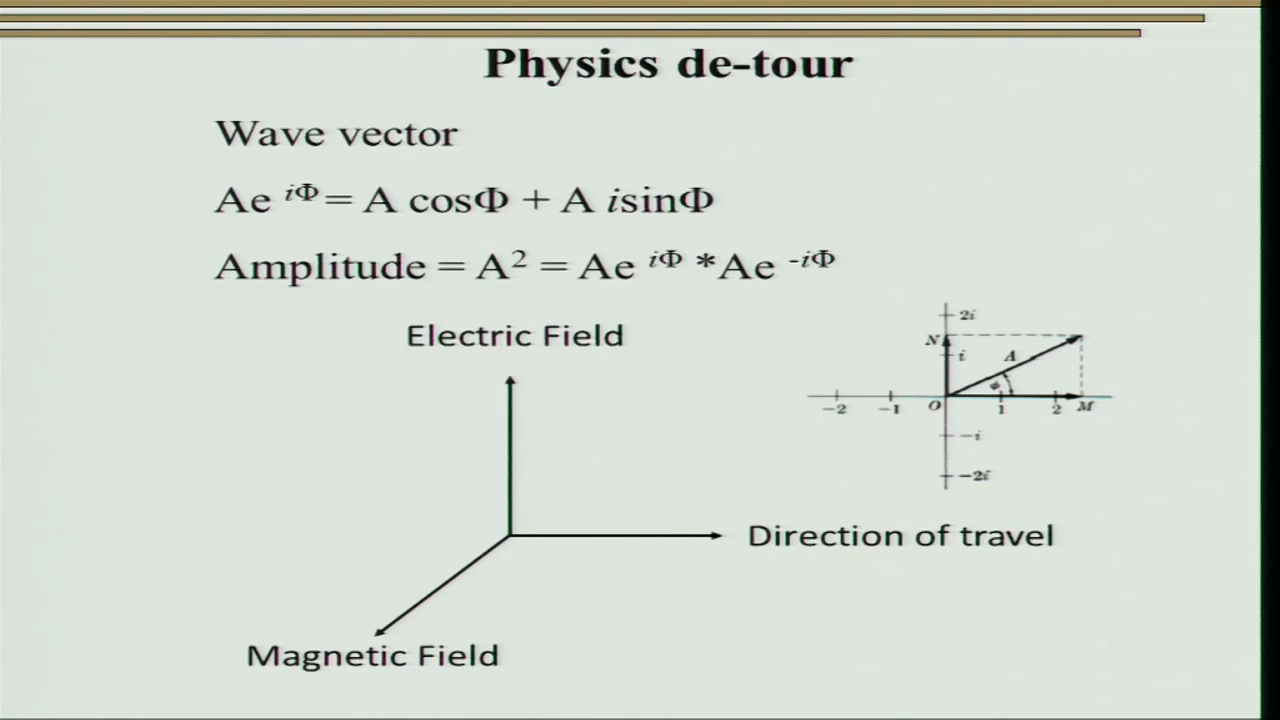 Physics de-tour
Wave vector
Ae ^iΦ = A cosΦ + A isinΦ
Amplitude = A² = Ae ^iΦ *Ae ^-iΦ
Electric Field
2i
N
i
A
ϕ
-2 -1 O 1 2 M
-i
-2i
Direction of travel
Magnetic Field